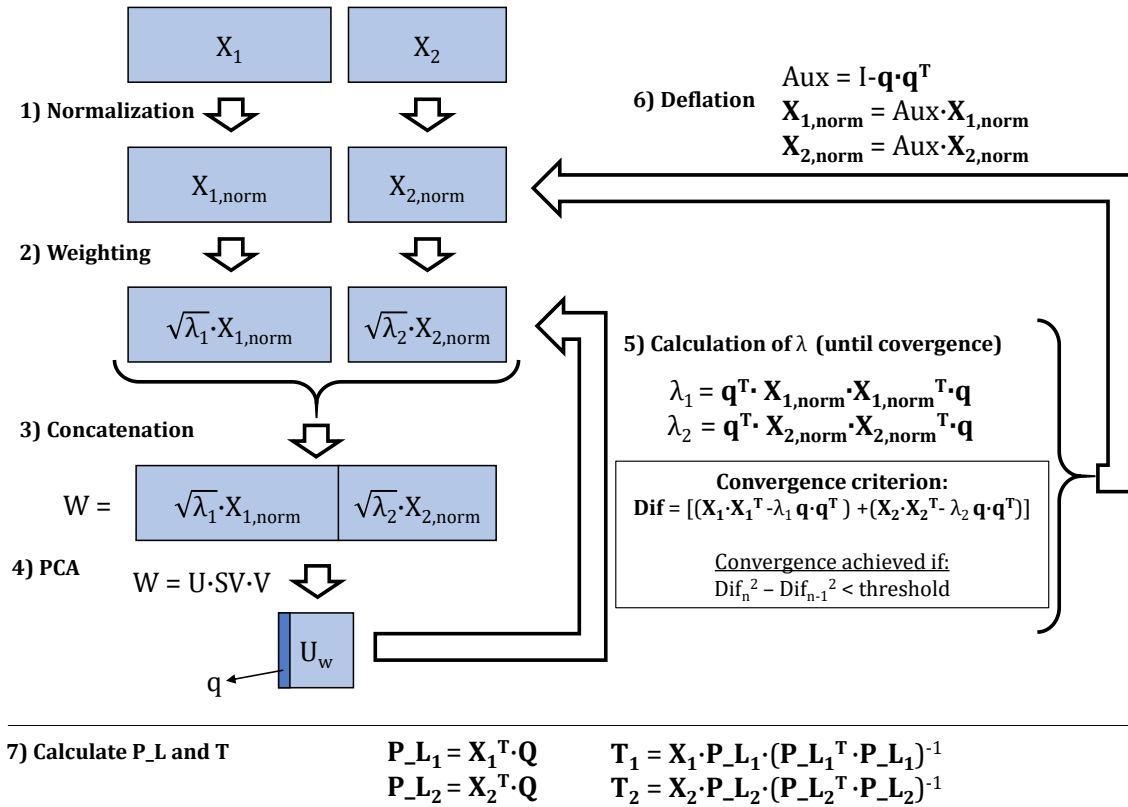 X₁ X₂
1) Normalization
X₁,norm X₂,norm
2) Weighting
√λ₁·X₁,norm √λ₂·X₂,norm
3) Concatenation
W = √λ₁·X₁,norm √λ₂·X₂,norm
4) PCA
W = U·SV·V
U_w
q
6) Deflation
Aux = I-q·qᵀ
X₁,norm = Aux·X₁,norm
X₂,norm = Aux·X₂,norm
5) Calculation of λ (until covergence)
λ₁ = qᵀ· X₁,norm·X₁,normᵀ·q
λ₂ = qᵀ· X₂,norm·X₂,normᵀ·q
Convergence criterion:
Dif = [(X₁·X₁ᵀ-λ₁ q·qᵀ ) +(X₂·X₂ᵀ- λ₂ q·qᵀ)]
Convergence achieved if:
Difₙ² – Difₙ₋₁² < threshold
7) Calculate P_L and T
P_L₁ = X₁ᵀ·Q T₁ = X₁·P_L₁·(P_L₁ᵀ·P_L₁)⁻¹
P_L₂ = X₂ᵀ·Q T₂ = X₂·P_L₂·(P_L₂ᵀ·P_L₂)⁻¹